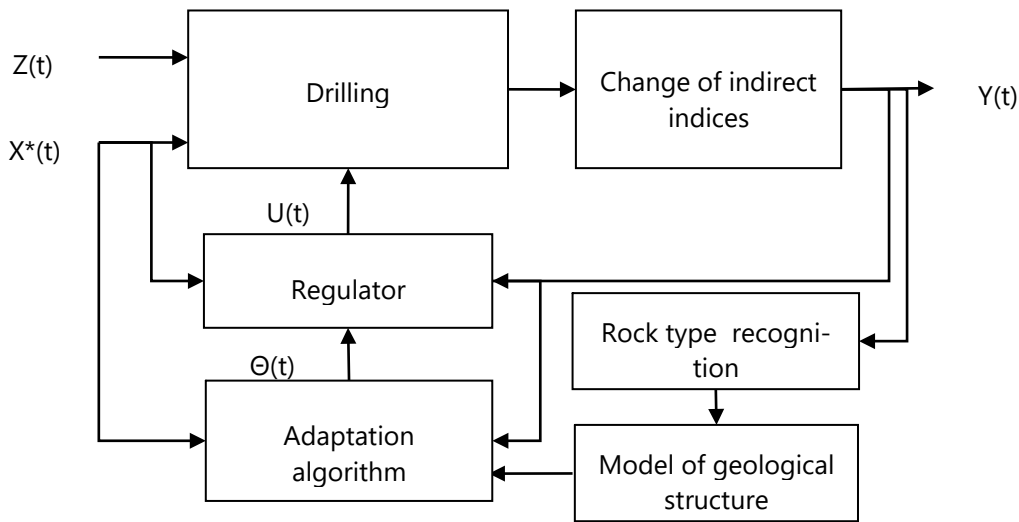 Z(t)
Drilling
Change of indirect
indices
Y(t)
X*(t)
U(t)
Regulator
Rock type  recogni-
tion
Θ(t)
Adaptation
algorithm
Model of geological
structure